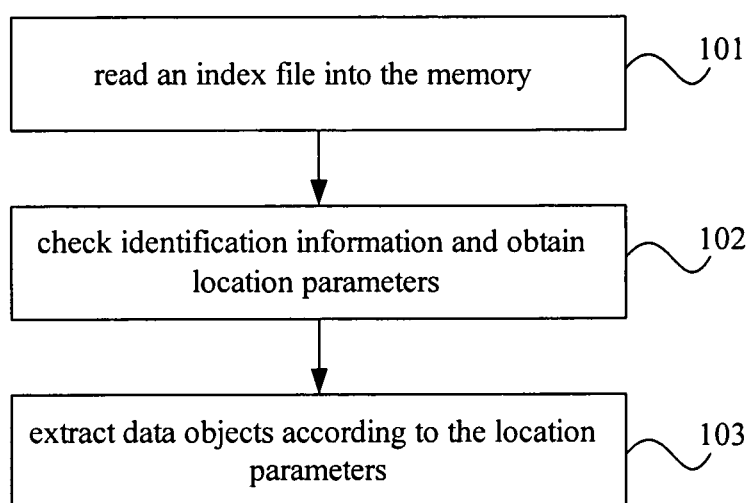 read an index file into the memory
101
check identification information and obtain
location parameters
102
extract data objects according to the location
parameters
103